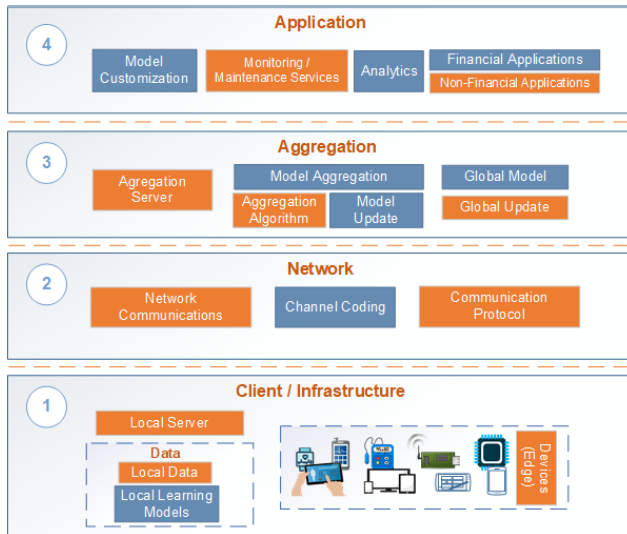 Application
4
Model
Customization
Monitoring /
Maintenance Services
Analytics
Financial Applications
Non-Financial Applications
Aggregation
3
Agregation
Server
Model Aggregation
Aggregation
Algorithm
Model
Update
Global Model
Global Update
Network
2
Network
Communications
Channel Coding
Communication
Protocol
Client / Infrastructure
1
Local Server
Data
Local Data
Local Learning
Models
Devices
(Edge)